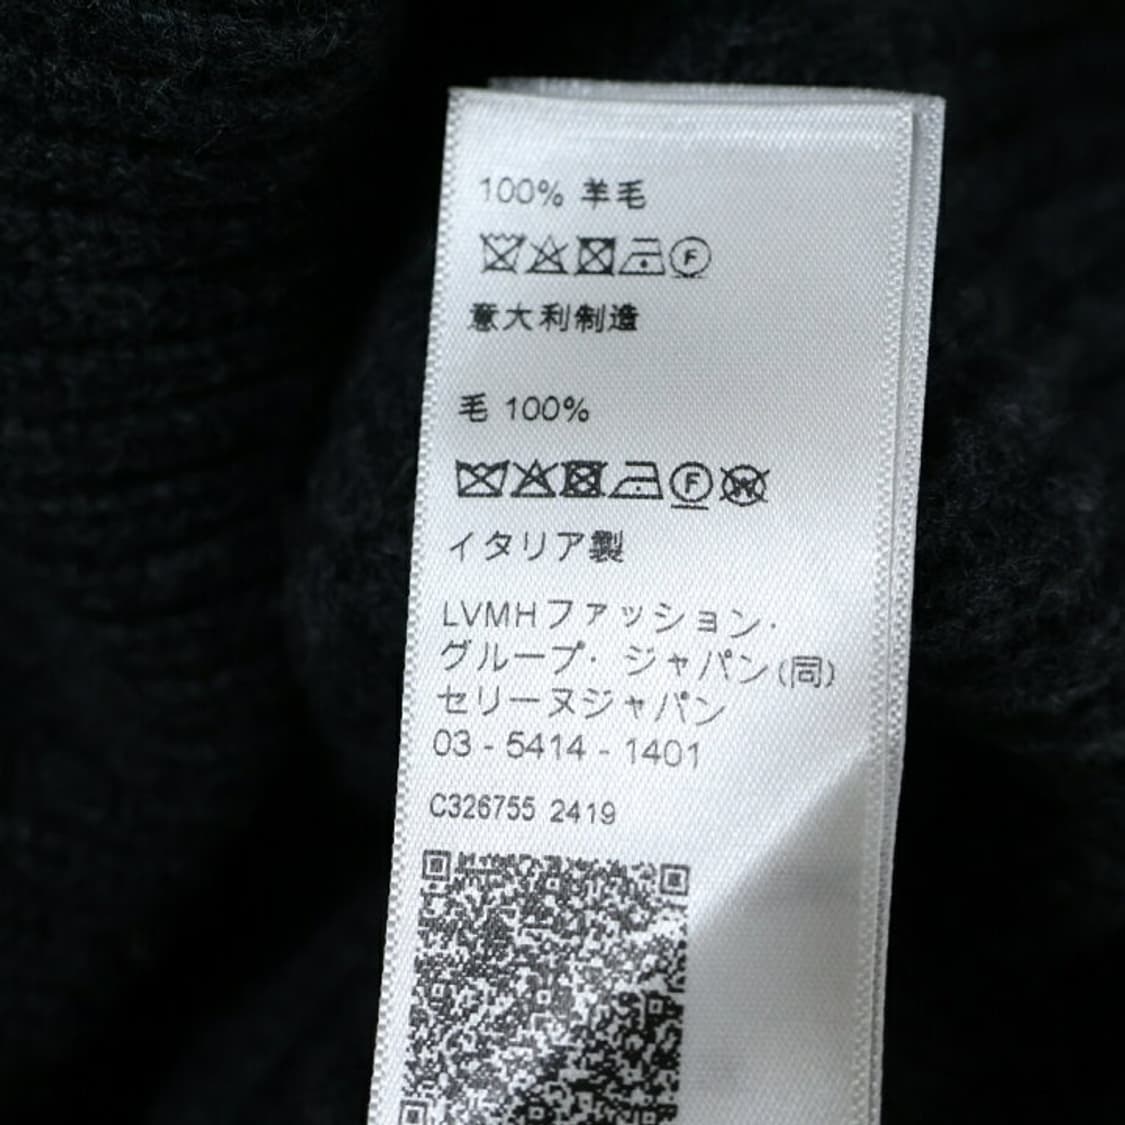 100% 羊毛
F
意大利制造
毛 100%
F W
イタリア製
LVMHファッション・
グループ・ジャパン(同)
セリーヌジャパン
03 - 5414 - 1401
C326755 2419